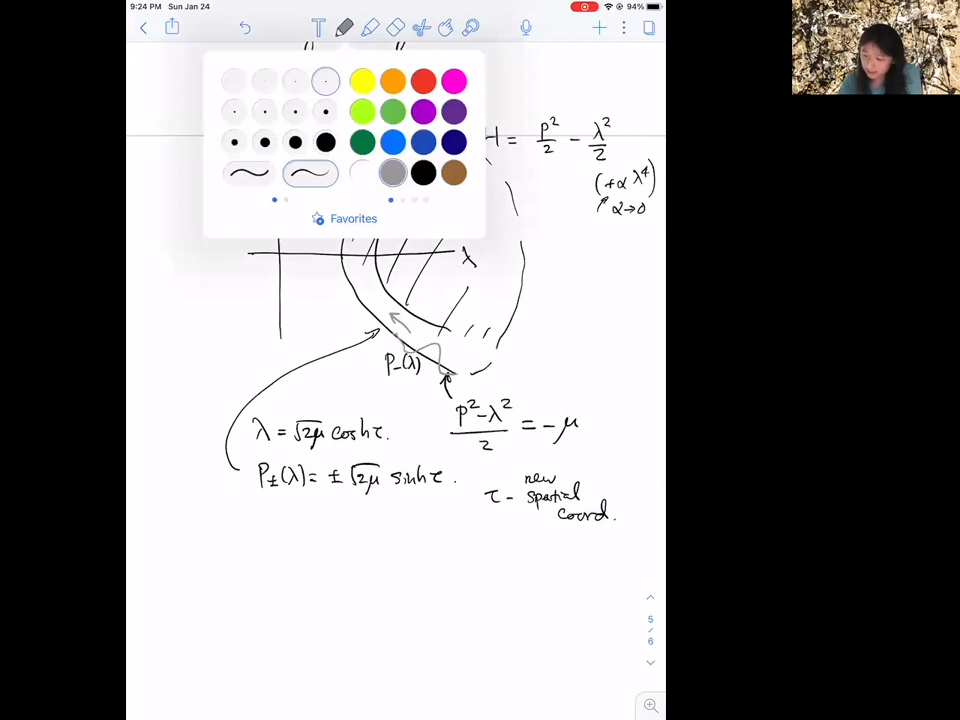 9:24 PM Sun Jan 24
94%
T
H = P²/2 − λ²/2
(+α λ⁴)
α→0
Favorites
λ
P₋(λ)
λ = √2μ cosh τ.
(P²−λ²)/2 = −μ
P±(λ) = ± √2μ sinh τ.
τ - new spatial coord.
5
6